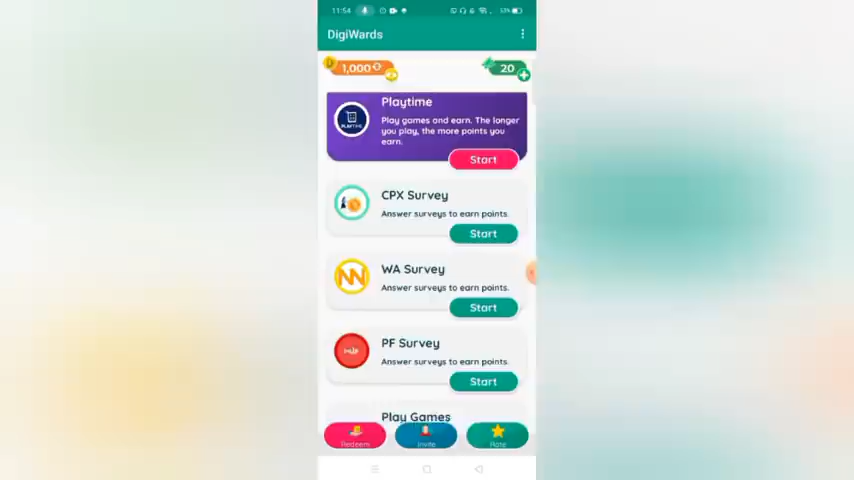 11:54
53%
DigiWards
1,000
20
Playtime
PLAYTIME
Play games and earn. The longer
you play, the more points you
earn.
Start
CPX Survey
Answer surveys to earn points.
Start
WA Survey
Answer surveys to earn points.
Start
PF Survey
Answer surveys to earn points.
Start
Play Games
Redeem
Invite
Rate